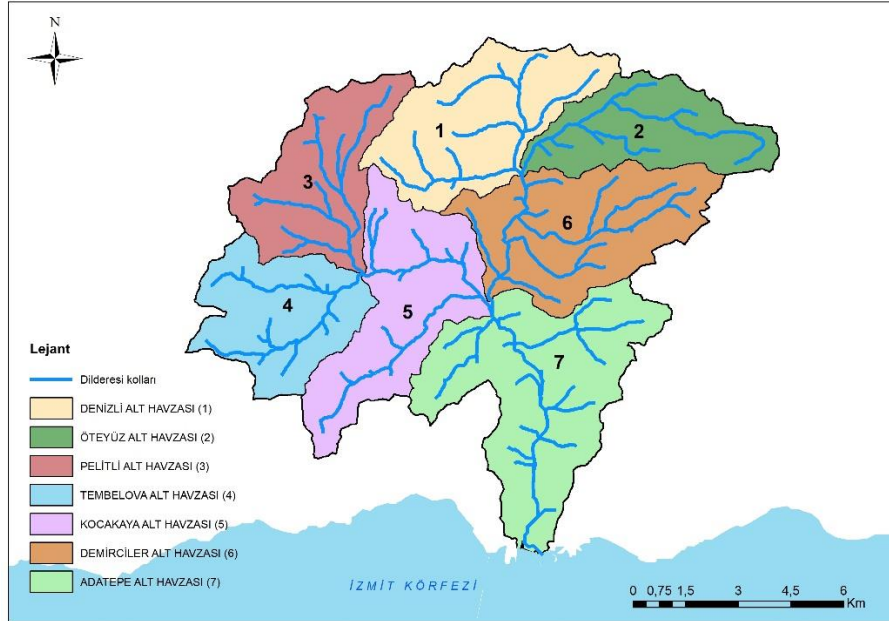 N
1
2
3
6
4
5
7
Lejant
Dilderesi kolları
DENİZLİ ALT HAVZASI (1)
ÖTEYÜZ ALT HAVZASI (2)
PELİTLİ ALT HAVZASI (3)
TEMBELOVA ALT HAVZASI (4)
KOCAKAYA ALT HAVZASI (5)
DEMİRCİLER ALT HAVZASI (6)
ADATEPE ALT HAVZASI (7)
İZMİT KÖRFEZİ
0 0,75 1,5 3 4,5 6
Km